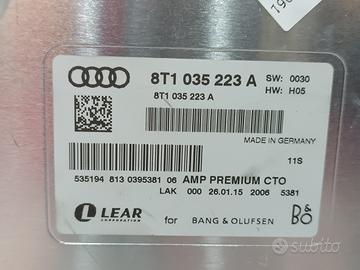 8T1 035 223 A SW: 0030
8T1 035 223 A HW: H05
MADE IN GERMANY
11S
535194 813 0395381 06 AMP PREMIUM CTO
LAK 000 26.01.15 2006 5381
LEAR
CORPORATION
for BANG & OLUFSEN B&O
subito